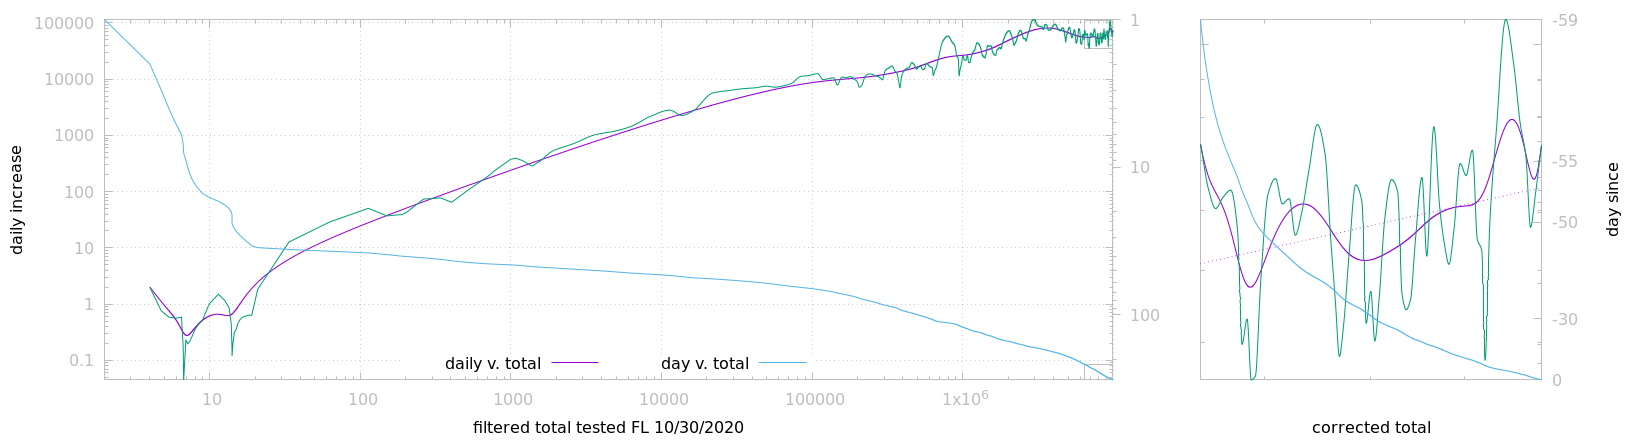 daily increase
100000
10000
1000
100
10
1
0.1
10
100
1000
10000
100000
1x10^6
1
10
100
daily v. total
day v. total
filtered total tested FL 10/30/2020
-59
-55
-50
-30
0
day since
corrected total